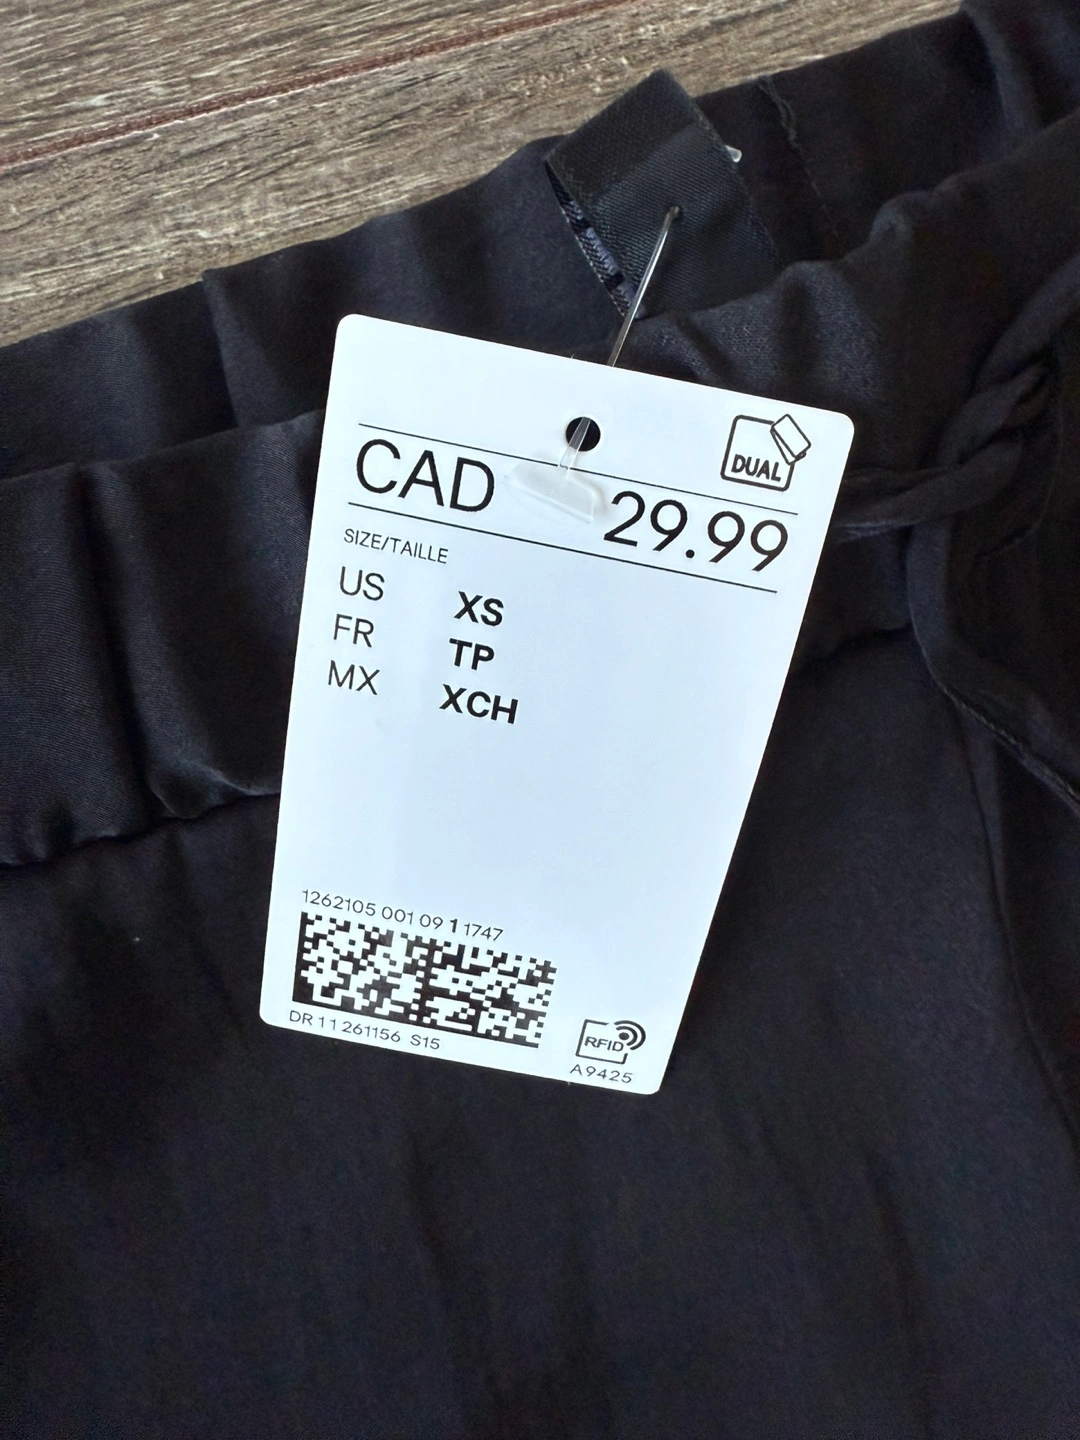 DUAL
CAD 29.99
SIZE/TAILLE
US XS
FR TP
MX XCH
1262105 001 09 1 1747
DR 11 261156 S15
RFID
A9425